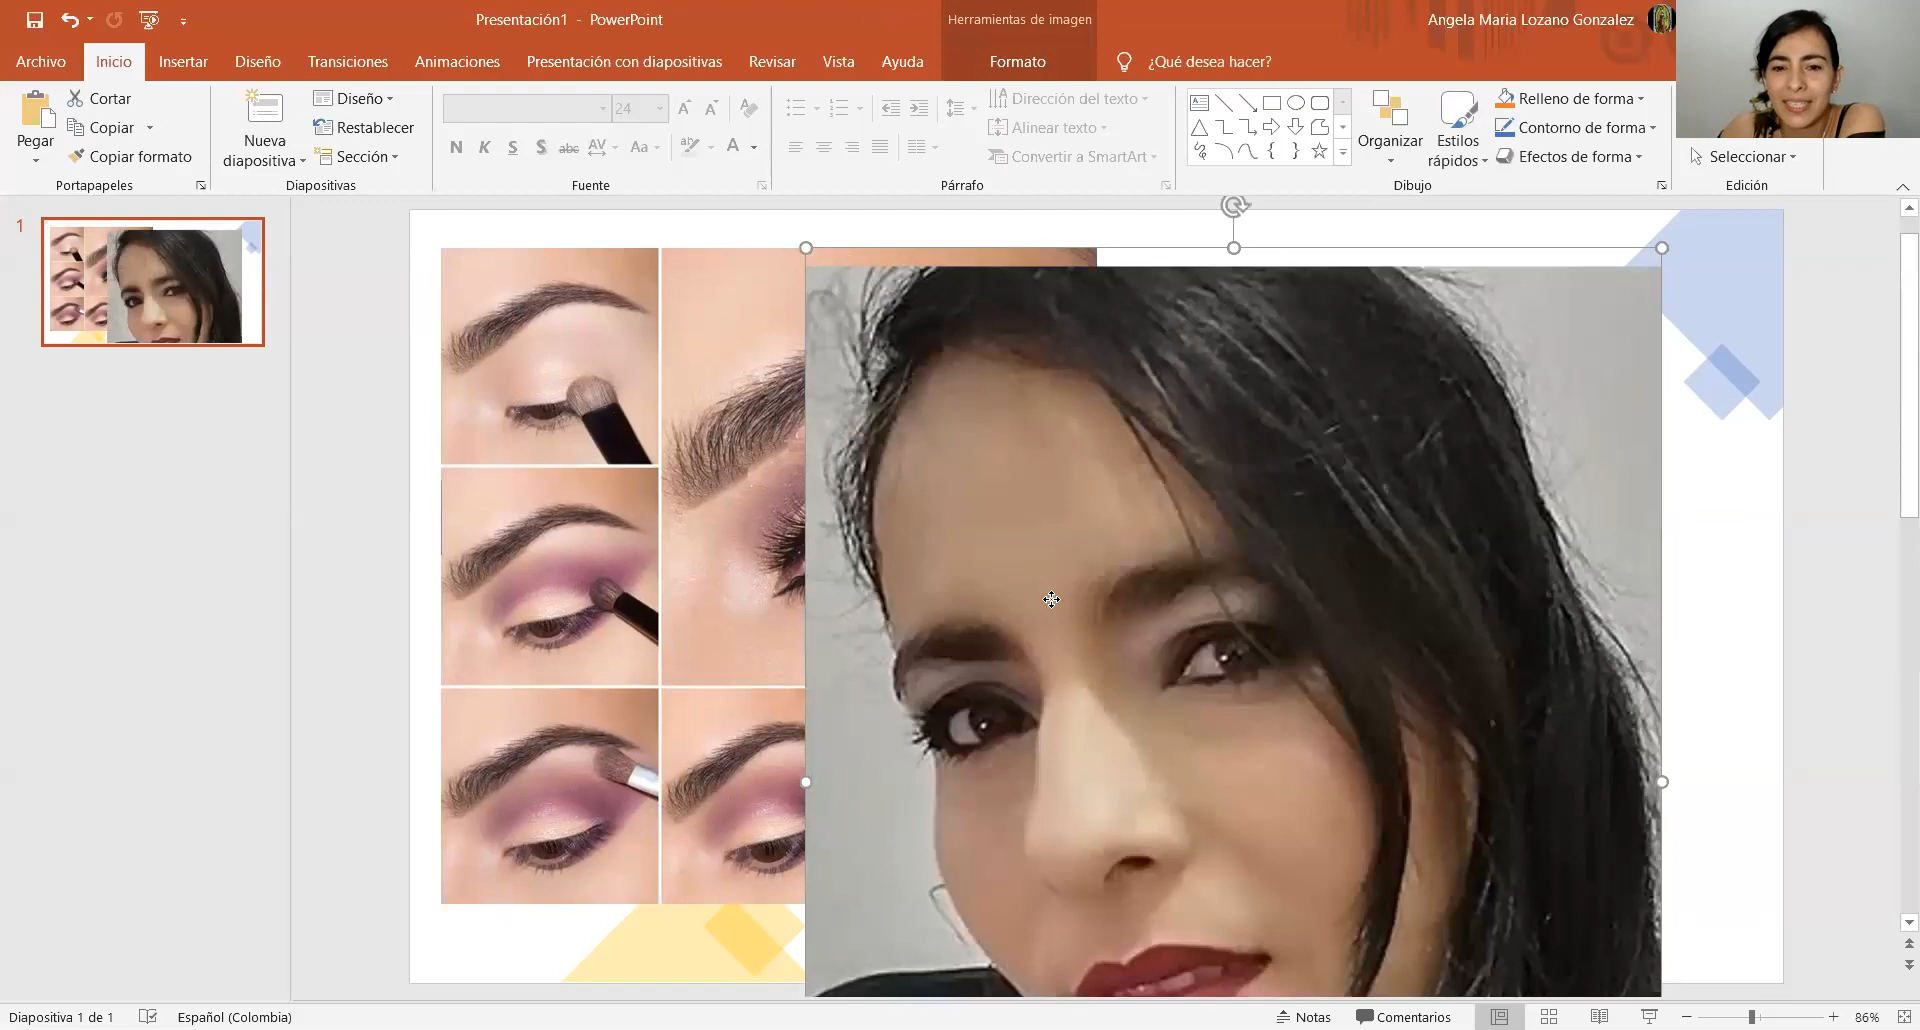 Presentación1 - PowerPoint
Herramientas de imagen
Angela Maria Lozano Gonzalez
Archivo Inicio Insertar Diseño Transiciones Animaciones Presentación con diapositivas Revisar Vista Ayuda Formato ¿Qué desea hacer?
Pegar
Cortar
Copiar
Copiar formato
Portapapeles
Nueva diapositiva
Diseño
Restablecer
Sección
Diapositivas
24
N K S S abc AV Aa A
Fuente
Dirección del texto
Alinear texto
Convertir a SmartArt
Párrafo
Organizar
Estilos rápidos
Relleno de forma
Contorno de forma
Efectos de forma
Dibujo
Seleccionar
Edición
1
Diapositiva 1 de 1 Español (Colombia) Notas Comentarios 86%